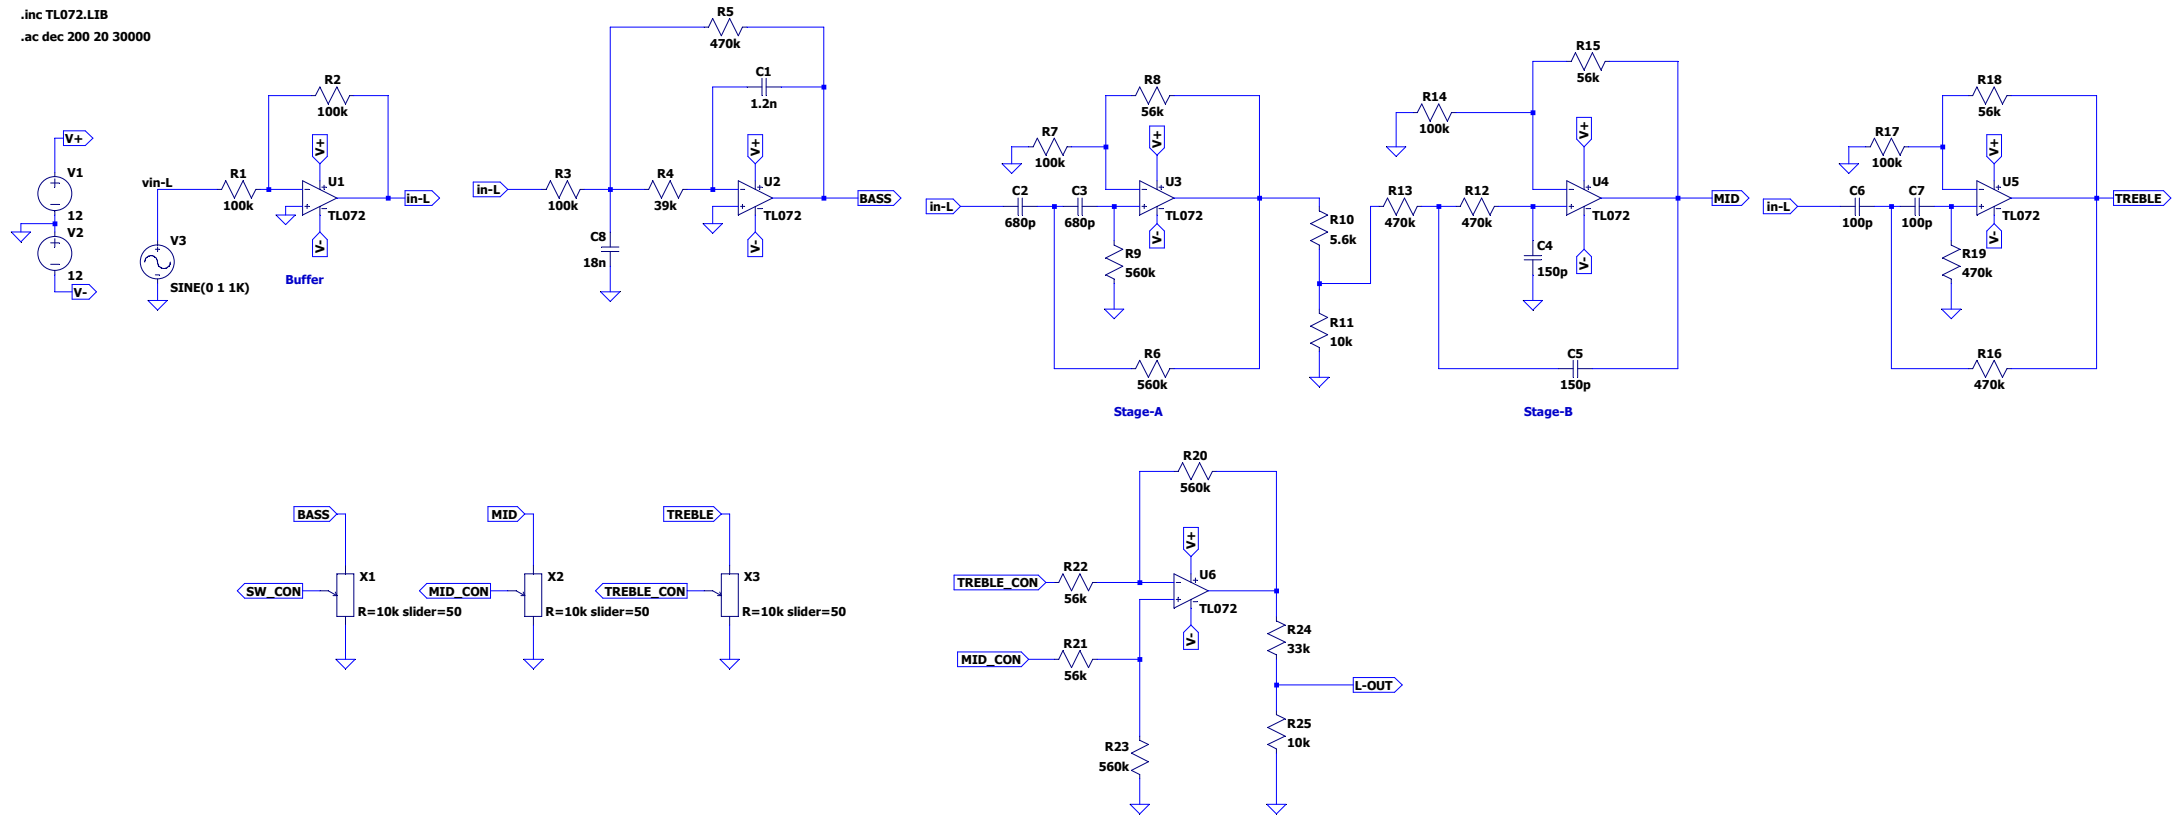 .inc TL072.LIB
.ac dec 200 20 30000
V+
V1
12
V2
12
V-
vin-L
V3
SINE(0 1 1K)
R1
100k
R2
100k
V+
U1
TL072
V-
in-L
Buffer
in-L
R3
100k
R4
39k
R5
470k
C1
1.2n
C8
18n
V+
U2
TL072
V-
BASS
in-L
C2
680p
C3
680p
R7
100k
R8
56k
V+
U3
TL072
V-
R9
560k
R6
560k
Stage-A
R10
5.6k
R11
10k
R13
470k
R12
470k
R14
100k
R15
56k
V+
U4
TL072
V-
C4
150p
C5
150p
MID
Stage-B
in-L
C6
100p
C7
100p
R17
100k
R18
56k
V+
U5
TL072
V-
R19
470k
R16
470k
TREBLE
BASS
SW_CON
X1
R=10k slider=50
MID
MID_CON
X2
R=10k slider=50
TREBLE
TREBLE_CON
X3
R=10k slider=50
TREBLE_CON
R22
56k
MID_CON
R21
56k
R20
560k
V+
U6
TL072
V-
R23
560k
R24
33k
L-OUT
R25
10k